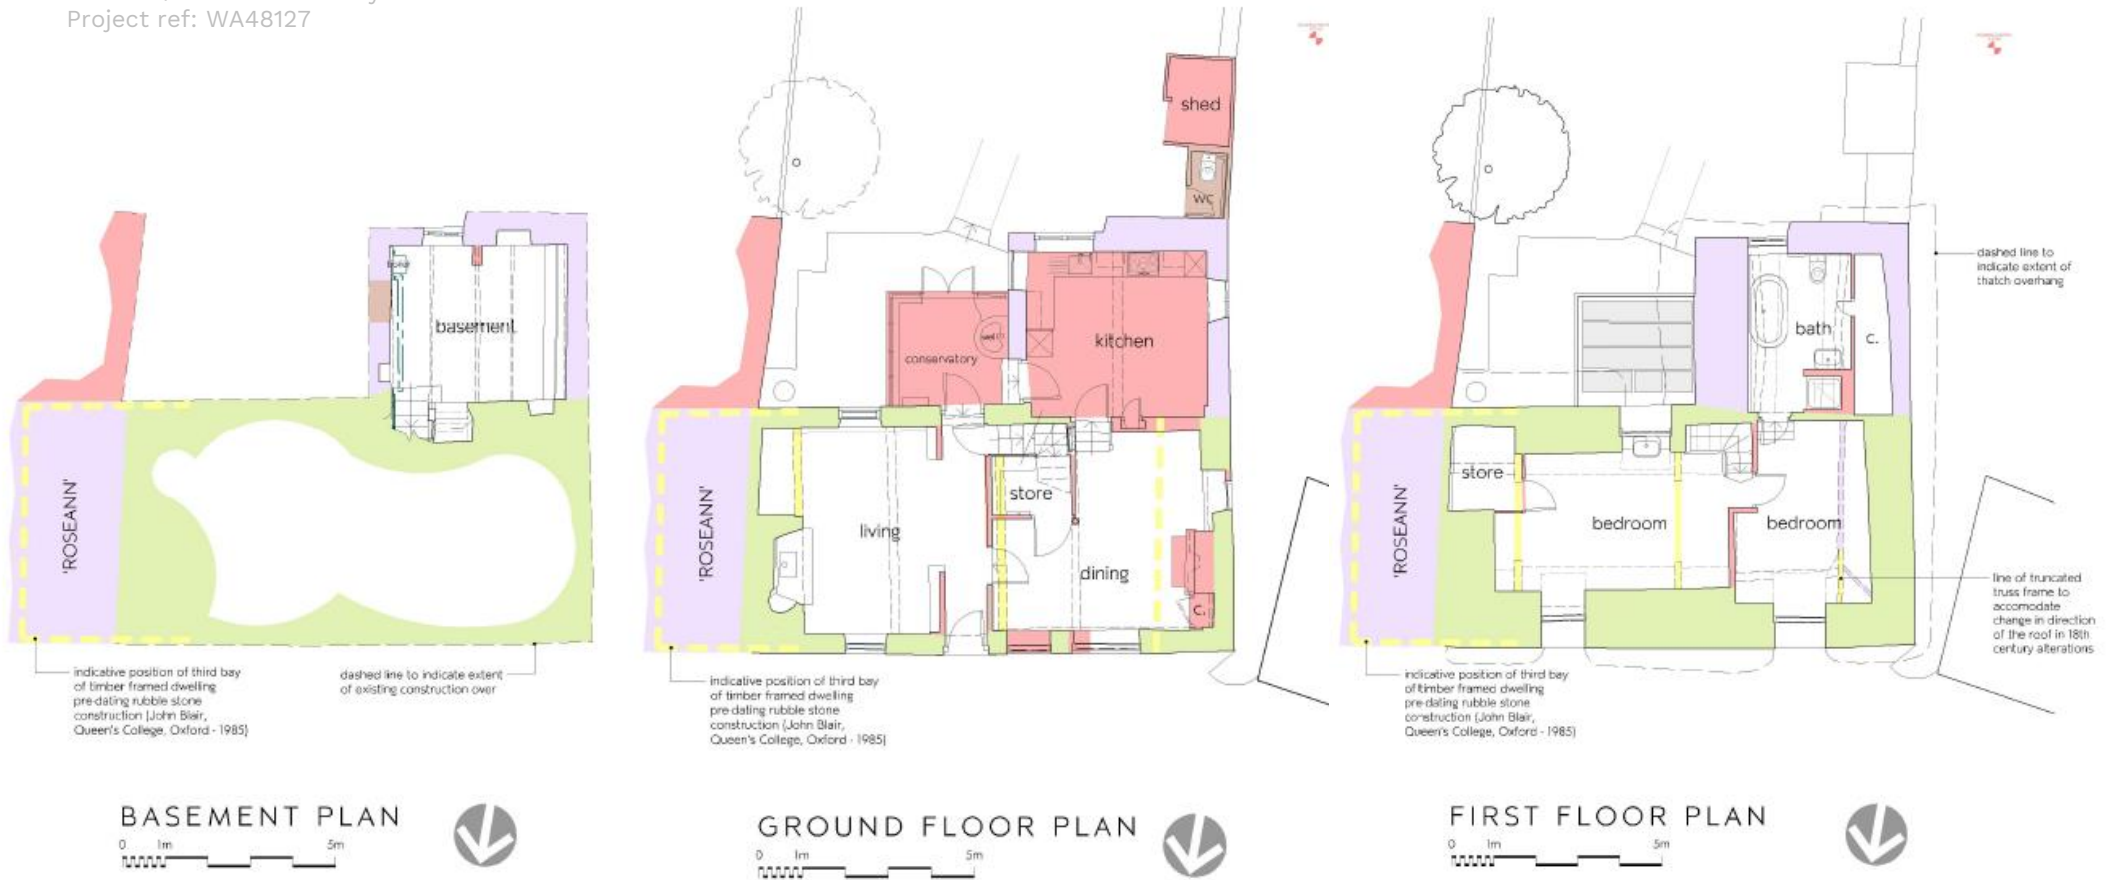 Project ref: WA48127
basement
'ROSEANN'
indicative position of third bay
of timber framed dwelling
pre-dating rubble stone
construction (John Blair,
Queen's College, Oxford - 1985)
dashed line to indicate extent
of existing construction over
BASEMENT PLAN
0 1m 5m
shed
wc
conservatory
kitchen
'ROSEANN'
living
store
dining
c.
indicative position of third bay
of timber framed dwelling
pre-dating rubble stone
construction (John Blair,
Queen's College, Oxford - 1985)
GROUND FLOOR PLAN
0 1m 5m
dashed line to
indicate extent of
thatch overhang
bath
c.
store
'ROSEANN'
bedroom
bedroom
line of truncated
truss frame to
accomodate
change in direction
of the roof in 18th
century alterations
indicative position of third bay
of timber framed dwelling
pre-dating rubble stone
construction (John Blair,
Queen's College, Oxford - 1985)
FIRST FLOOR PLAN
0 1m 5m